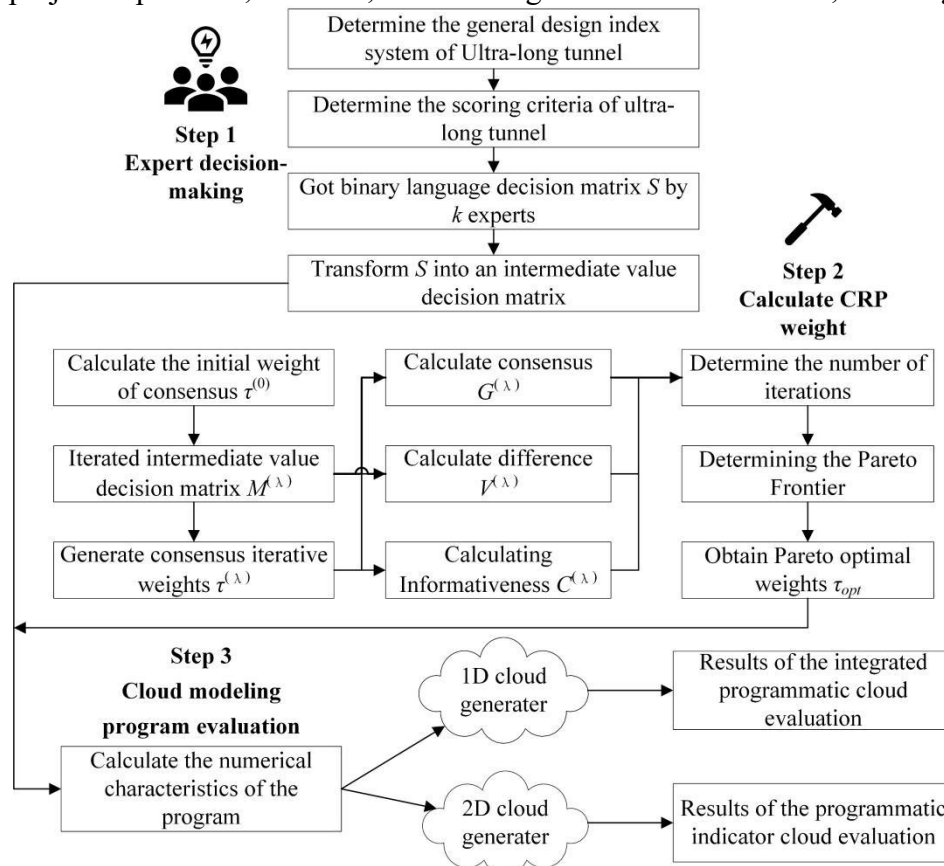 Determine the general design index
system of Ultra-long tunnel
Determine the scoring criteria of ultra-
long tunnel
Step 1
Expert decision-
making
Got binary language decision matrix S by
k experts
Transform S into an intermediate value
decision matrix
Step 2
Calculate CRP
weight
Calculate the initial weight
of consensus τ(0)
Iterated intermediate value
decision matrix M(λ)
Generate consensus iterative
weights τ(λ)
Calculate consensus
G(λ)
Calculate difference
V(λ)
Calculating
Informativeness C(λ)
Determine the number of
iterations
Determining the Pareto
Frontier
Obtain Pareto optimal
weights τopt
Step 3
Cloud modeling
program evaluation
Calculate the numerical
characteristics of the
program
1D cloud
generater
2D cloud
generater
Results of the integrated
programmatic cloud
evaluation
Results of the programmatic
indicator cloud evaluation